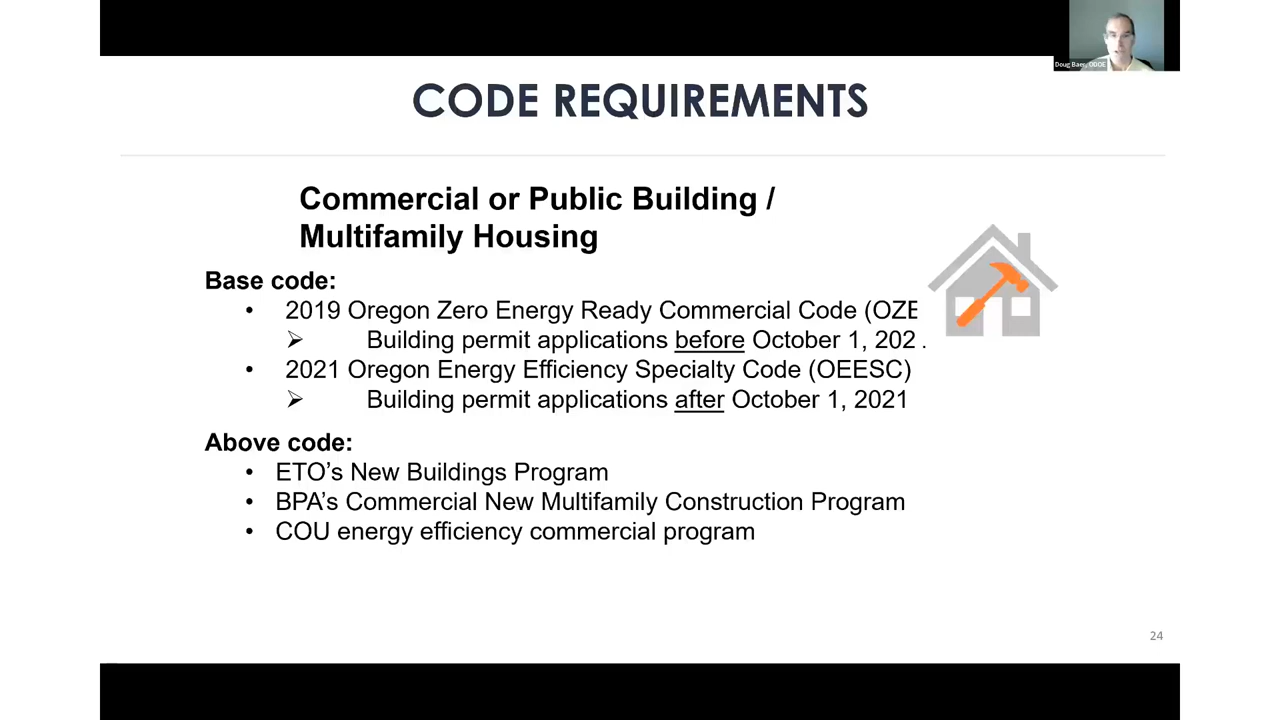 Doug Baer, ODOE
CODE REQUIREMENTS
Commercial or Public Building /
Multifamily Housing
Base code:
• 2019 Oregon Zero Energy Ready Commercial Code (OZE
➢ Building permit applications before October 1, 202
• 2021 Oregon Energy Efficiency Specialty Code (OEESC)
➢ Building permit applications after October 1, 2021
Above code:
• ETO’s New Buildings Program
• BPA’s Commercial New Multifamily Construction Program
• COU energy efficiency commercial program
24